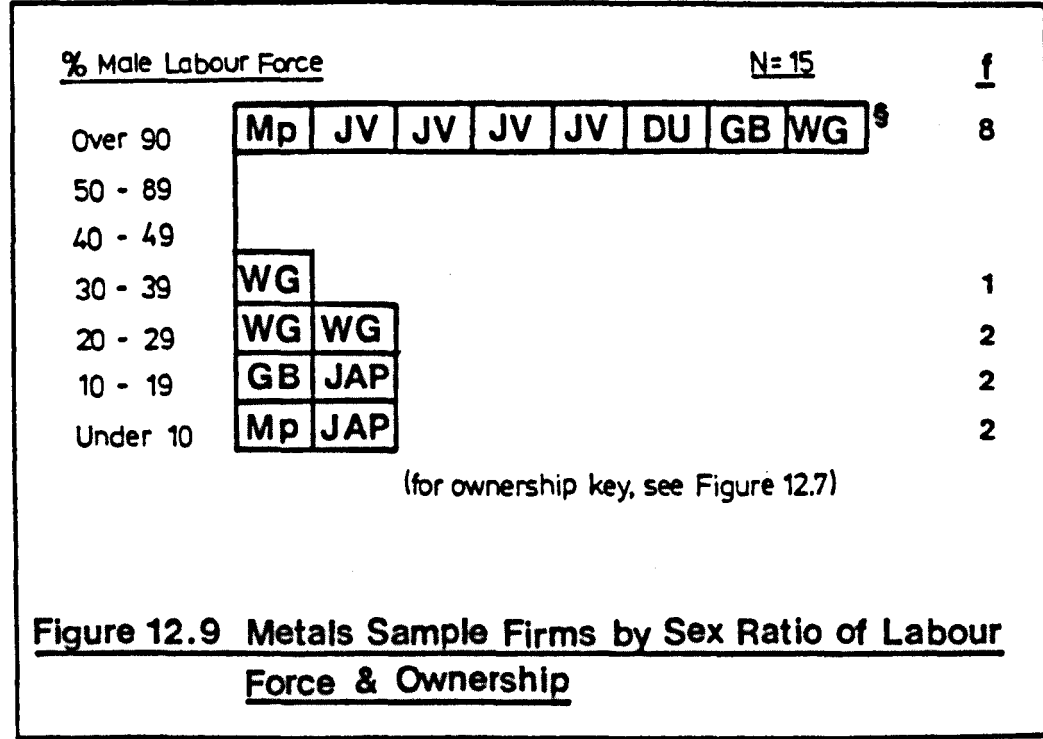 % Male Labour Force N=15 f
Over 90 Mp JV JV JV JV DU GB WG § 8
50 - 89
40 - 49
30 - 39 WG 1
20 - 29 WG WG 2
10 - 19 GB JAP 2
Under 10 Mp JAP 2
(for ownership key, see Figure 12.7)
Figure 12.9 Metals Sample Firms by Sex Ratio of Labour
Force & Ownership